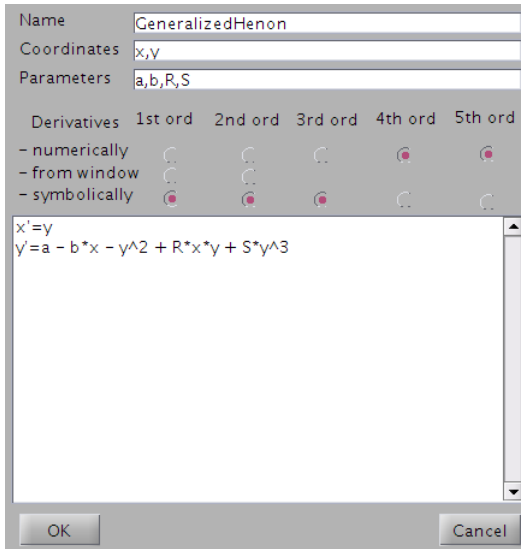 Name GeneralizedHenon
Coordinates x,y
Parameters a,b,R,S
Derivatives 1st ord 2nd ord 3rd ord 4th ord 5th ord
- numerically
- from window
- symbolically
x'=y
y'=a - b*x - y^2 + R*x*y + S*y^3
OK Cancel